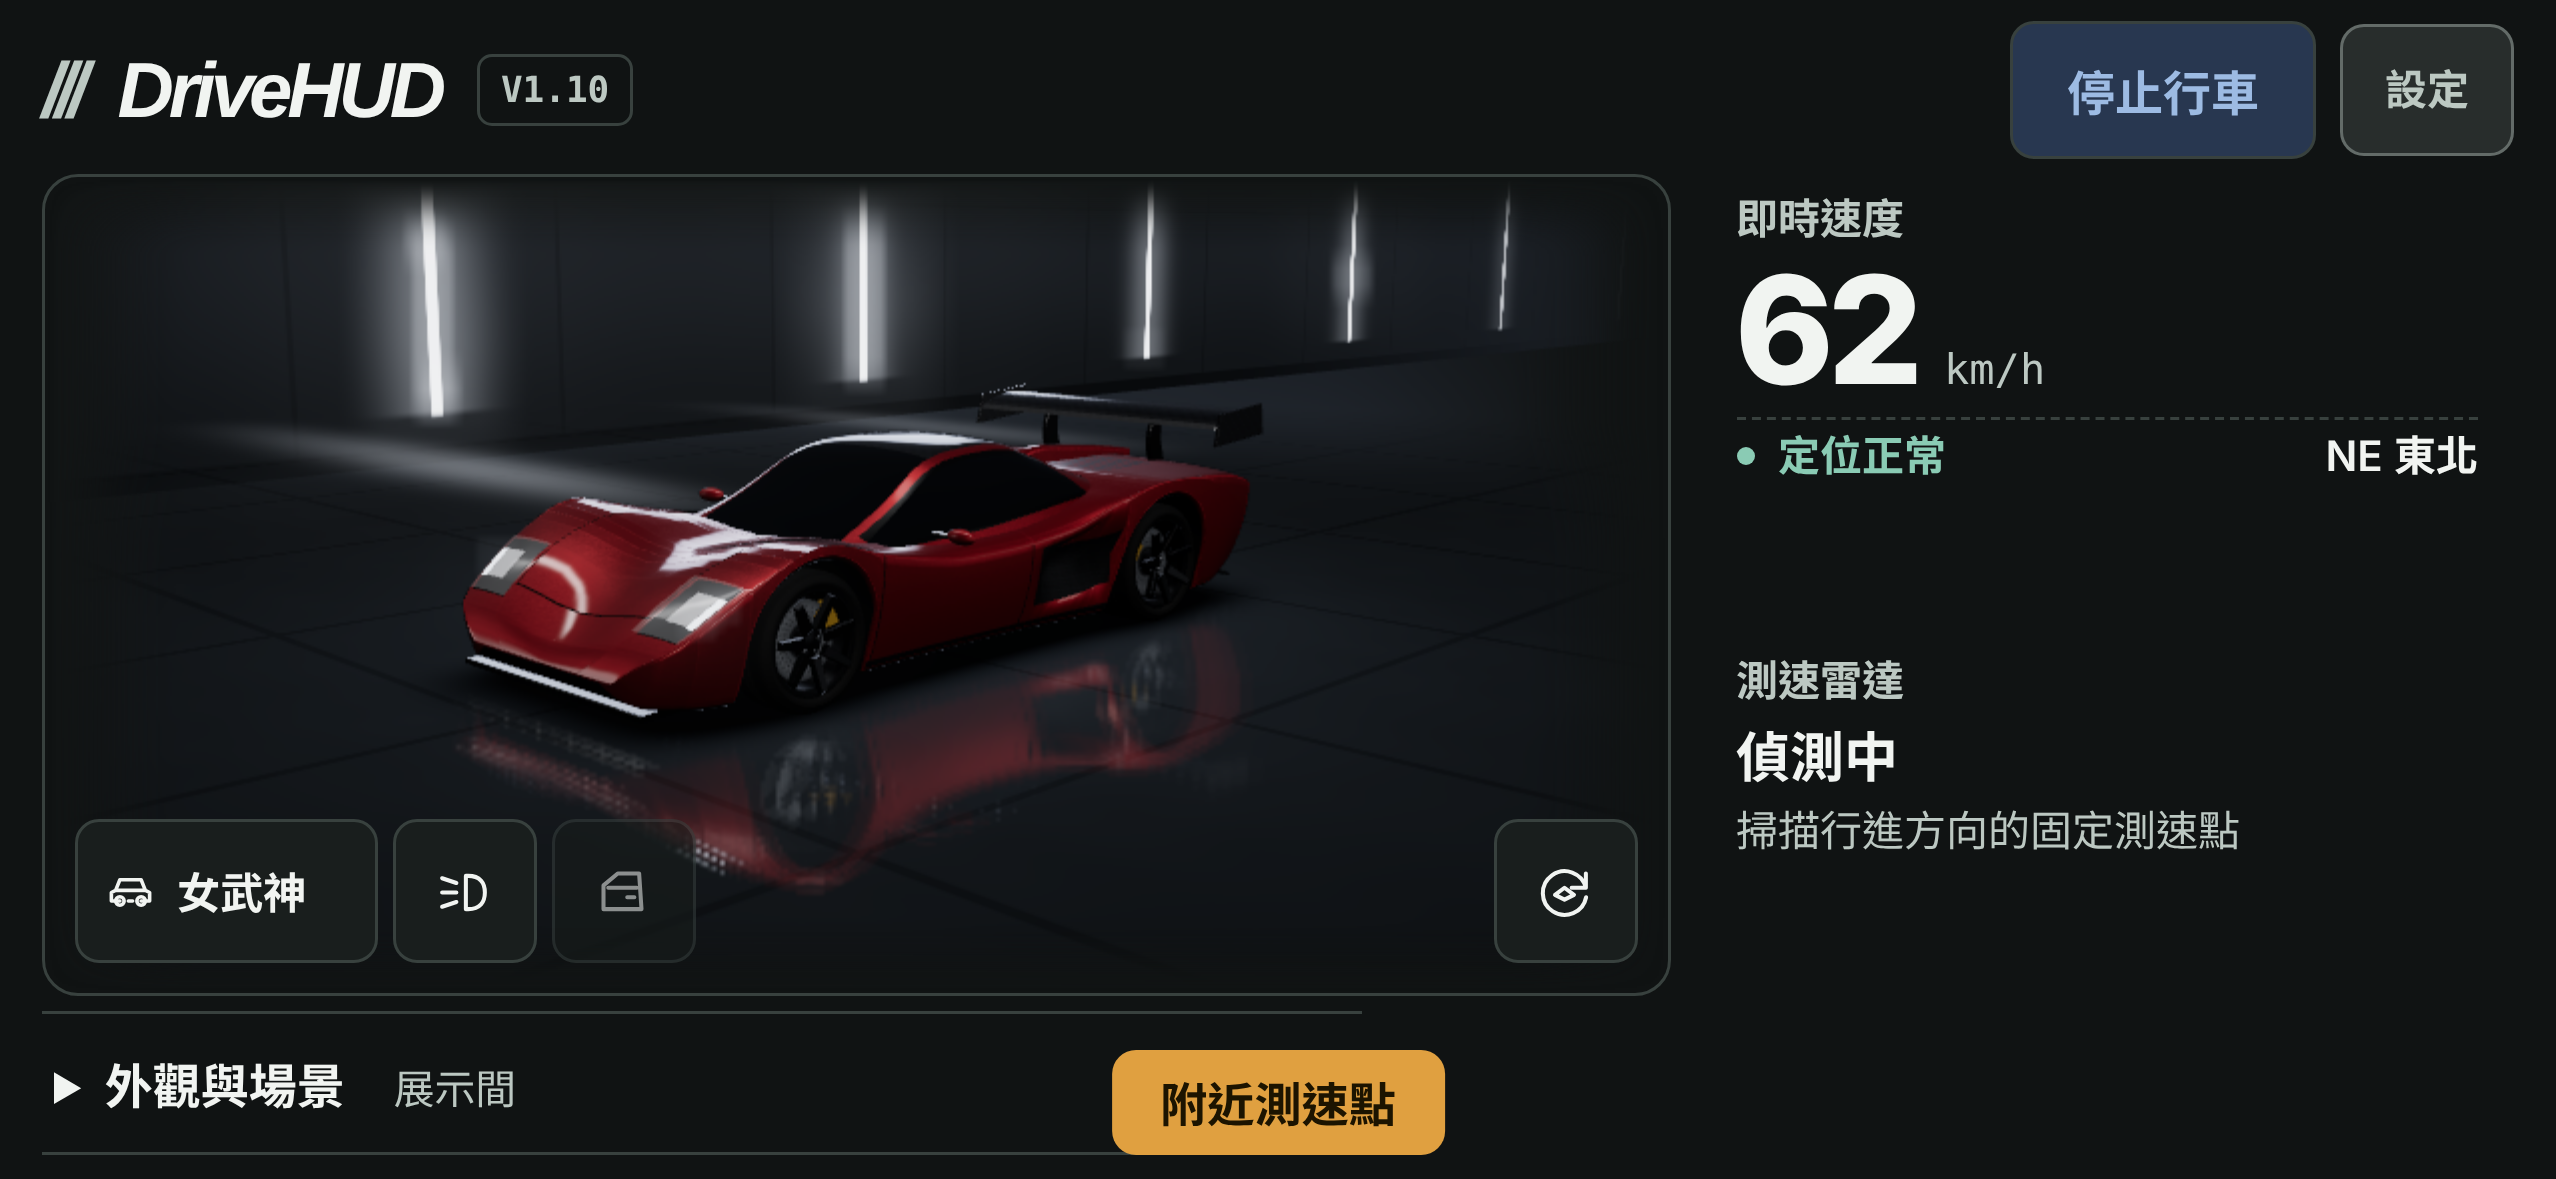 DriveHUD V1.10
停止行車 設定
即時速度
62 km/h
定位正常 NE 東北
測速雷達
偵測中
掃描行進方向的固定測速點
女武神
外觀與場景 展示間
附近測速點